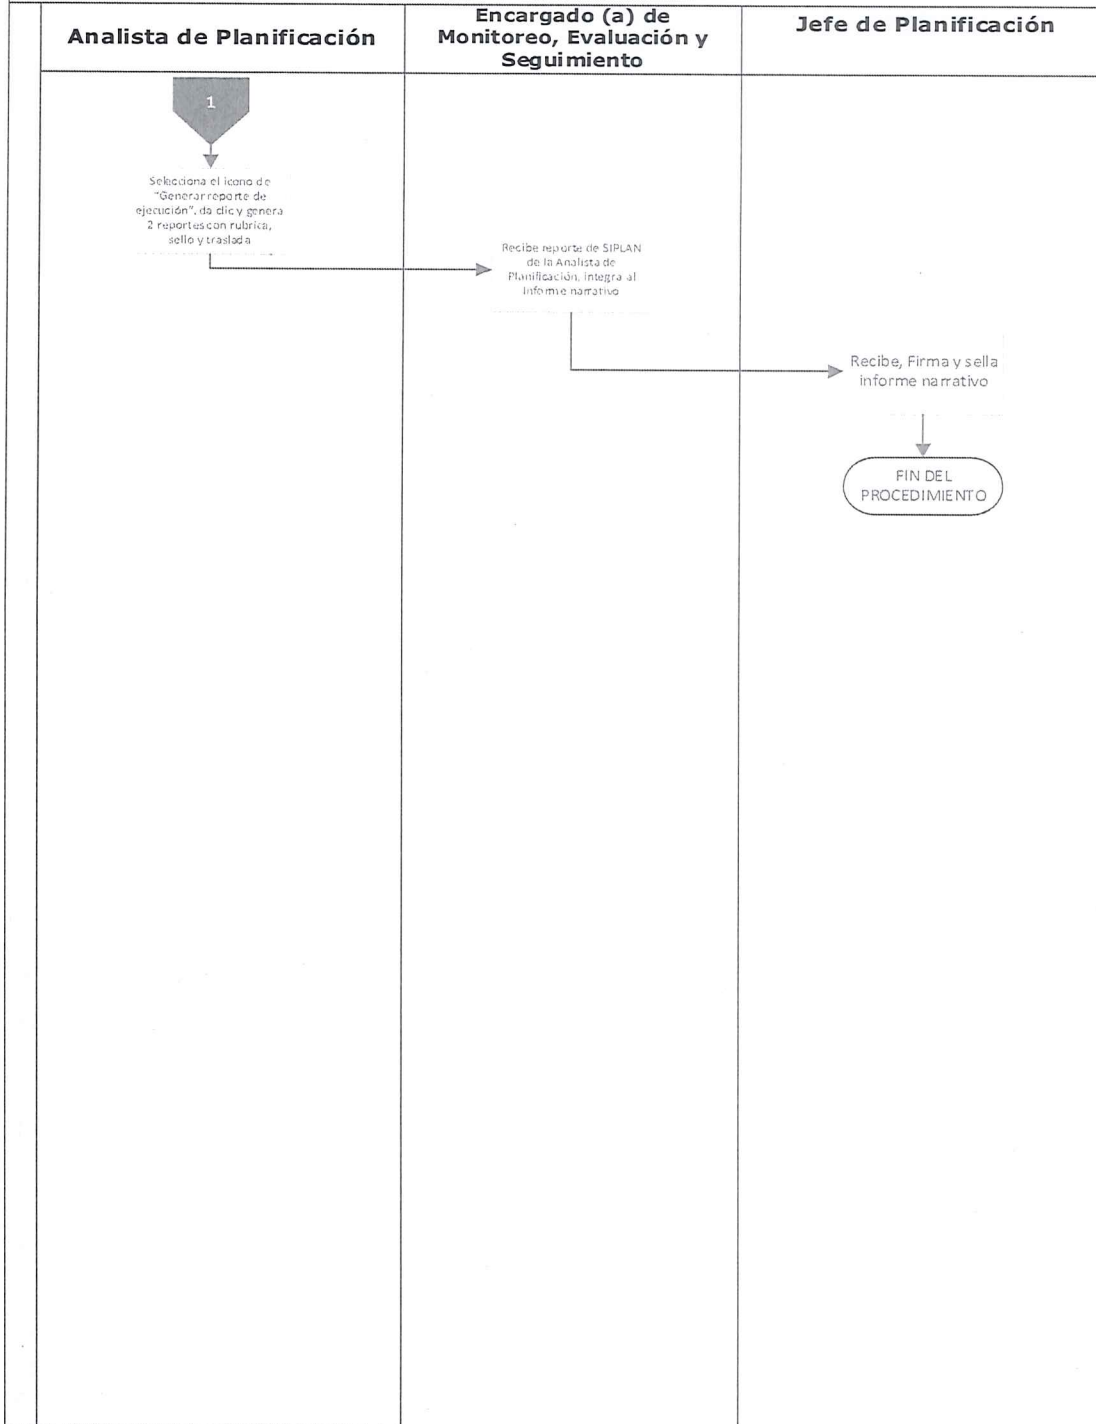 Analista de Planificación
Encargado (a) de
Monitoreo, Evaluación y
Seguimiento
Jefe de Planificación
1
Selecciona el icono de
"Generar reporte de
ejecución", da clic y genera
2 reportes con rubrica,
sello y traslada
Recibe reporte de SIPLAN
de la Analista de
Planificación, integra al
Informe narrativo
Recibe, Firma y sella
informe narrativo
FIN DEL
PROCEDIMIENTO